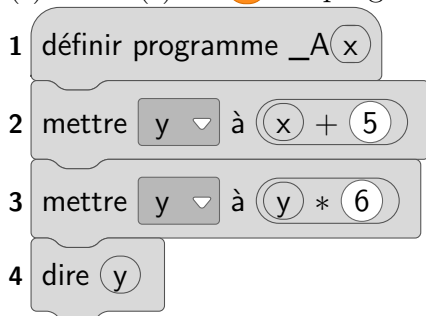 1 définir programme _A x
2 mettre y à x + 5
3 mettre y à y * 6
4 dire y